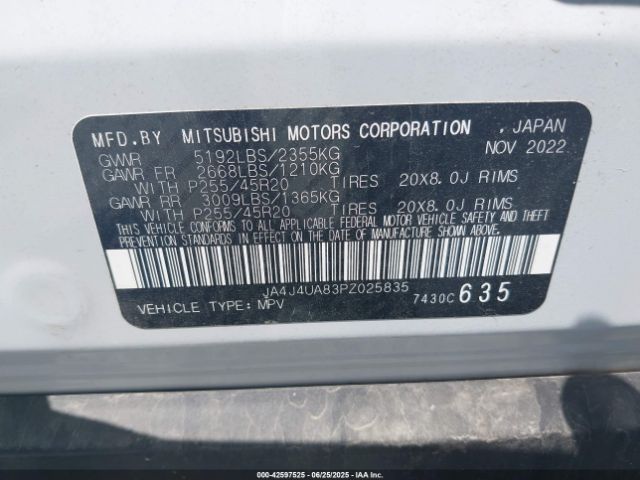 MFD.BY MITSUBISHI MOTORS CORPORATION , JAPAN
GVWR 5192LBS/2355KG NOV 2022
GAWR FR 2668LBS/1210KG
WITH P255/45R20 TIRES 20X8.0J RIMS
GAWR RR 3009LBS/1365KG
WITH P255/45R20 TIRES 20X8.0J RIMS
THIS VEHICLE CONFORMS TO ALL APPLICABLE FEDERAL MOTOR VEHICLE SAFETY AND THEFT
PREVENTION STANDARDS IN EFFECT ON THE DATE OF MANUFACTURE SHOWN ABOVE.
JA4J4UA83PZ025835
VEHICLE TYPE: MPV 7430C 635
000-42597525 - 06/25/2025 - IAAI.COM